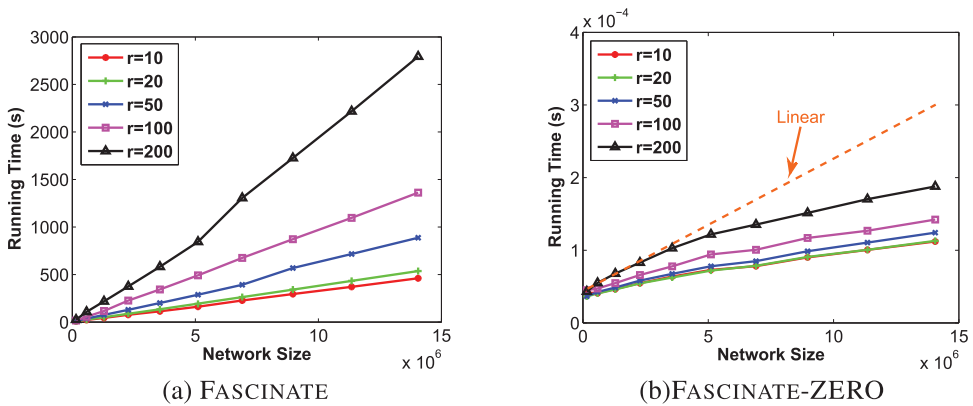 3000
2500
2000
1500
1000
500
0
Running Time (s)
r=10
r=20
r=50
r=100
r=200
0
5
10
15
Network Size
x 10^6
(a) FASCINATE
x 10^−4
5
4
3
2
1
0
Running Time (s)
r=10
r=20
r=50
r=100
r=200
Linear
0
5
10
15
Network Size
x 10^6
(b)FASCINATE-ZERO